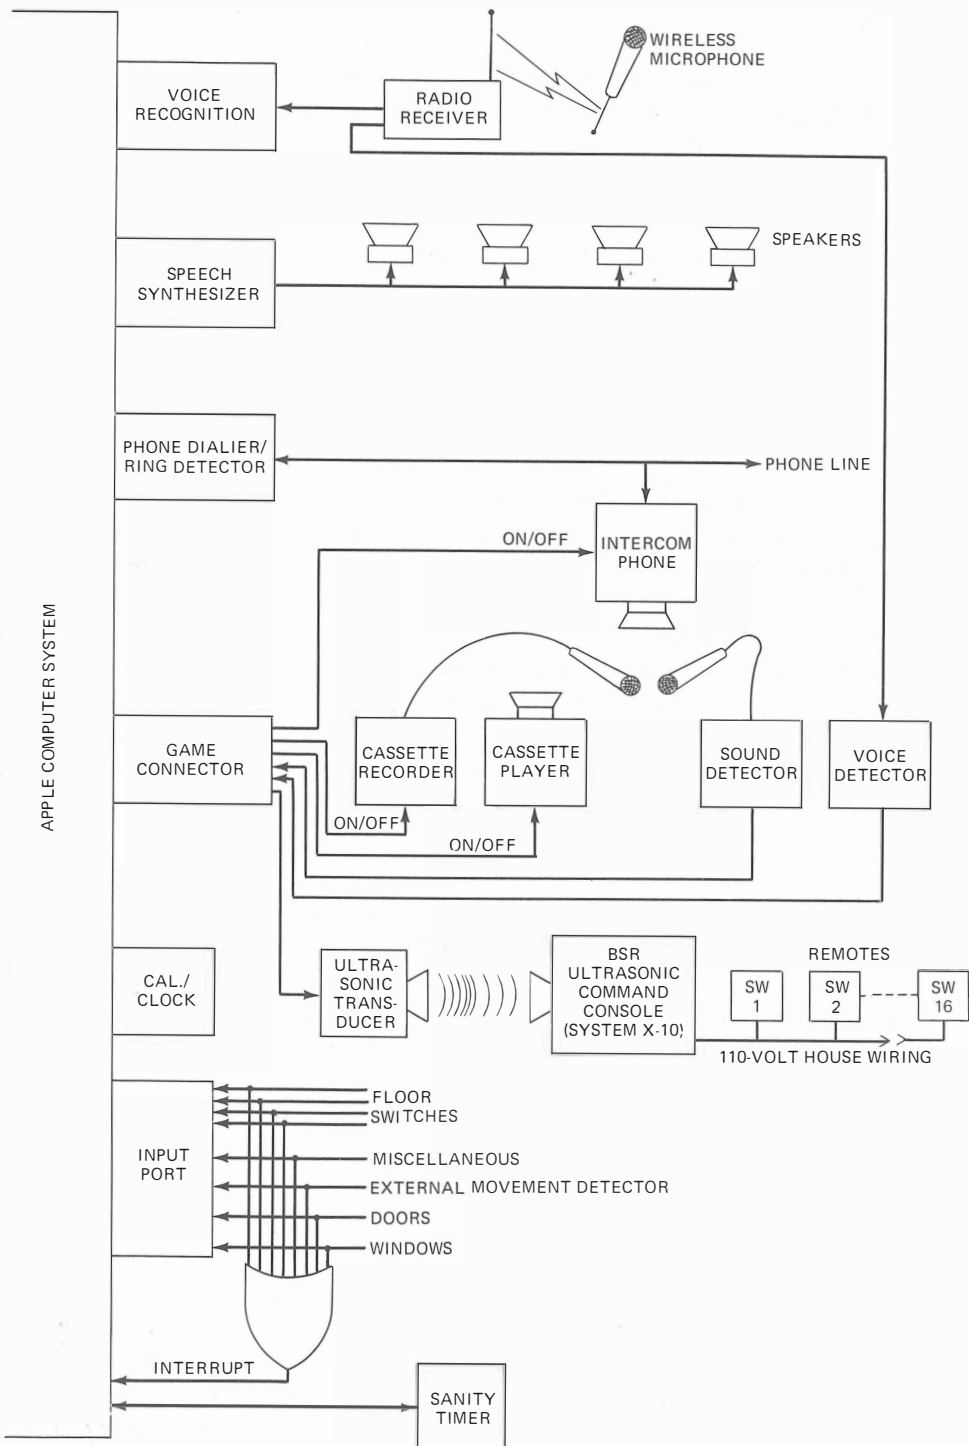 WIRELESS
MICROPHONE
VOICE
RECOGNITION
RADIO
RECEIVER
SPEAKERS
SPEECH
SYNTHESIZER
PHONE DIALIER/
RING DETECTOR
PHONE LINE
ON/OFF
INTERCOM
PHONE
APPLE COMPUTER SYSTEM
GAME
CONNECTOR
CASSETTE
RECORDER
CASSETTE
PLAYER
SOUND
DETECTOR
VOICE
DETECTOR
ON/OFF
ON/OFF
CAL./
CLOCK
ULTRA-
SONIC
TRANS-
DUCER
BSR
ULTRASONIC
COMMAND
CONSOLE
(SYSTEM X-10)
REMOTES
SW
1
SW
2
SW
16
110-VOLT HOUSE WIRING
INPUT
PORT
FLOOR
SWITCHES
MISCELLANEOUS
EXTERNAL MOVEMENT DETECTOR
DOORS
WINDOWS
INTERRUPT
SANITY
TIMER